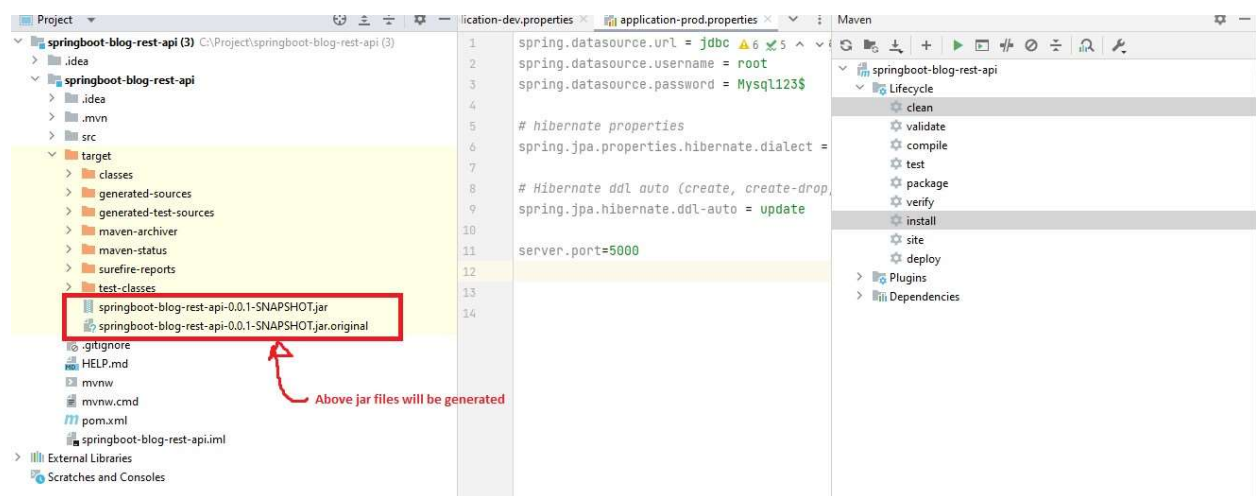 Project
springboot-blog-rest-api (3) C:\Project\springboot-blog-rest-api (3)
.idea
springboot-blog-rest-api
.idea
.mvn
src
target
classes
generated-sources
generated-test-sources
maven-archiver
maven-status
surefire-reports
test-classes
springboot-blog-rest-api-0.0.1-SNAPSHOT.jar
springboot-blog-rest-api-0.0.1-SNAPSHOT.jar.original
.gitignore
HELP.md
mvnw
mvnw.cmd
pom.xml
springboot-blog-rest-api.iml
External Libraries
Scratches and Consoles
Above jar files will be generated
lication-dev.properties
application-prod.properties
6 5
1 spring.datasource.url = jdbc
2 spring.datasource.username = root
3 spring.datasource.password = Mysql123$
4
5 # hibernate properties
6 spring.jpa.properties.hibernate.dialect =
7
8 # Hibernate ddl auto (create, create-drop,
9 spring.jpa.hibernate.ddl-auto = update
10
11 server.port=5000
12
13
14
Maven
springboot-blog-rest-api
Lifecycle
clean
validate
compile
test
package
verify
install
site
deploy
Plugins
Dependencies